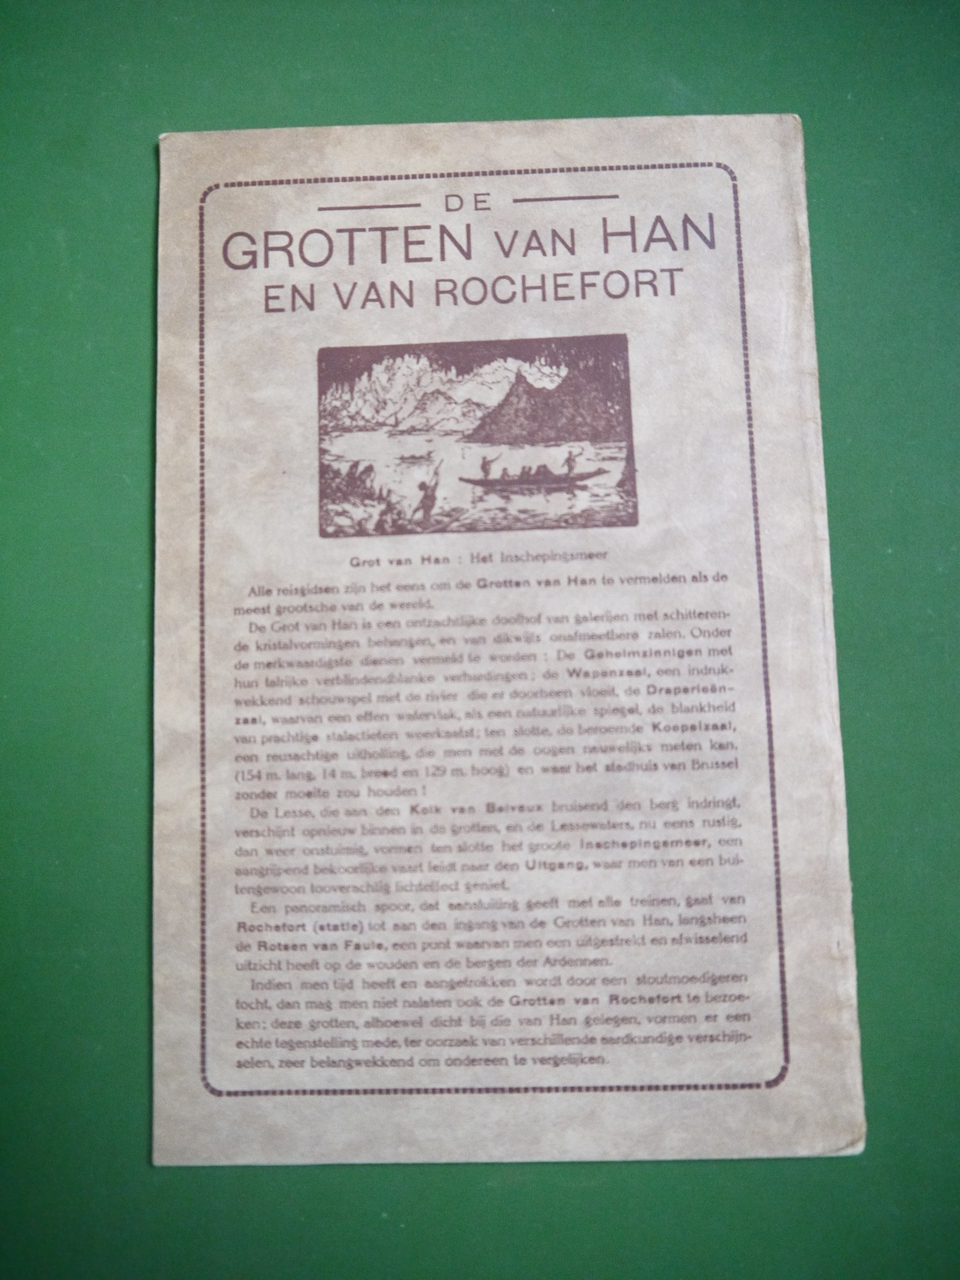 DE
GROTTEN VAN HAN
EN VAN ROCHEFORT
Grot van Han : Het Inschepingsmeer
Alle reisgidsen zijn het eens om de Grotten van Han te vermelden als de
meest grootsche van de wereld.
De Grot van Han is een ontzachtlijke doolhof van galerijen met schitteren-
de kristalvormingen behangen, en van dikwijls onafmeetbare zalen. Onder
de merkwaardigste dienen vermeld te worden : De Geheimzinnigen met
hun talrijke verblindendblanke verhardingen ; de Wapenzaal, een indruk-
wekkend schouwspel met de rivier die er doorheen vloeit, de Draperieën-
zaal, waarvan een effen watervlak, als een natuurlijke spiegel, de blankheid
van prachtige stalactieten weerkaatst ; ten slotte, de beroemde Koepelzaal,
een reusachtige uitholling, die men met de oogen nauwelijks meten kan,
(154 m. lang, 14 m. breed en 129 m. hoog) en waar het stadhuis van Brussel
zonder moeite zou houden !
De Lesse, die aan den Kolk van Belvaux bruisend den berg indringt,
verschijnt opnieuw binnen in de grotten, en de Lessewaters, nu eens rustig,
dan weer onstuimig, vormen ten slotte het groote Inschepingsmeer, een
aangrijpend bekoorlijke vaart leidt naar den Uitgang, waar men van een bui-
tengewoon tooverachtig lichteffect geniet.
Een panoramisch spoor, dat aansluiting geeft met alle treinen, gaat van
Rochefort (statie) tot aan den ingang van de Grotten van Han, langsheen
de Rotsen van Faule, een punt waarvan men een uitgestrekt en afwisselend
uitzicht heeft op de wouden en de bergen der Ardennen.
Indien men tijd heeft en aangetrokken wordt door een stoutmoedigeren
tocht, dan mag men niet nalaten ook de Grotten van Rochefort te bezoe-
ken ; deze grotten, alhoewel dicht bij die van Han gelegen, vormen er een
echte tegenstelling mede, ter oorzaak van verschillende aardkundige verschijn-
selen, zeer belangwekkend om ondereen te vergelijken.